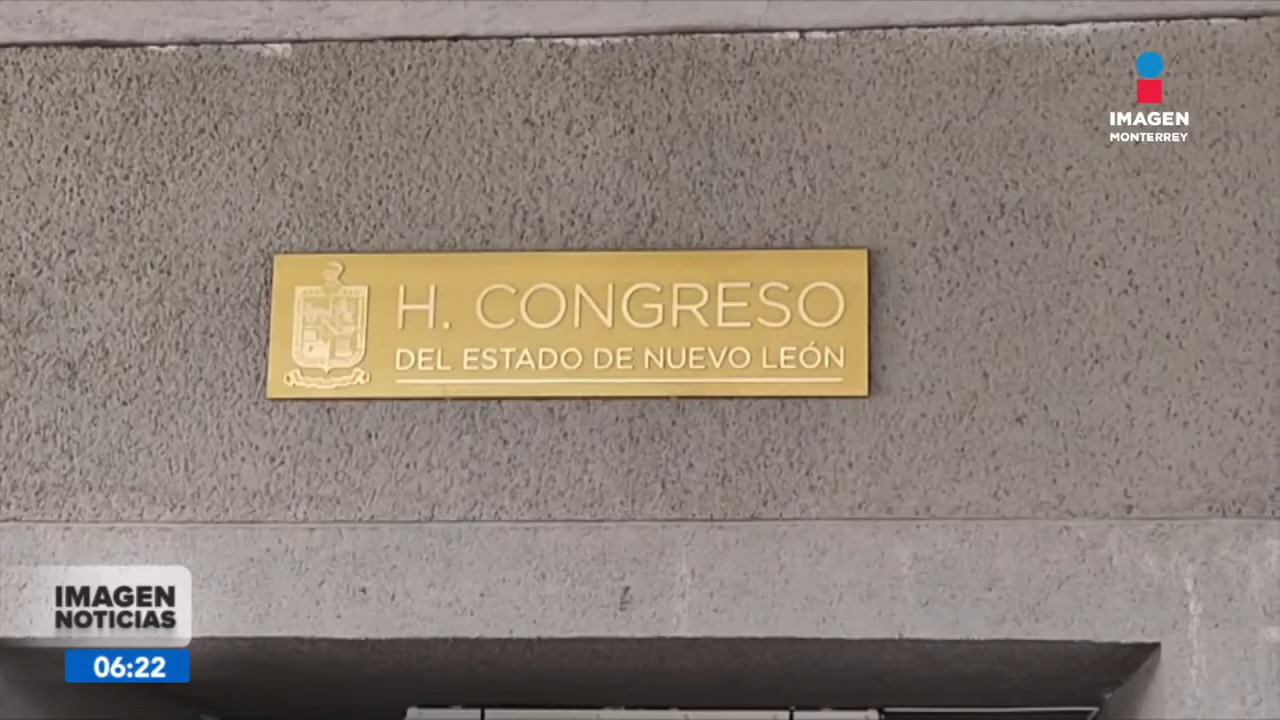 IMAGEN
MONTERREY
H. CONGRESO
DEL ESTADO DE NUEVO LEÓN
IMAGEN
NOTICIAS
06:22